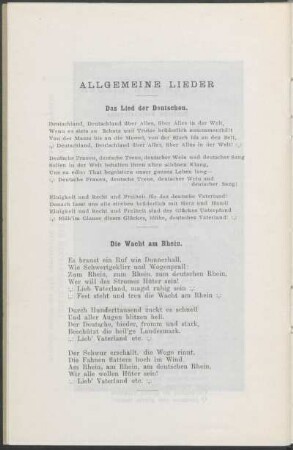 ALLGEMEINE LIEDER
Das Lied der Deutschen.
Deutschland, Deutschland über Alles, über Alles in der Welt,
Wenn es stets zu Schutz und Trutze brüderlich zusammenhält
Von der Maass bis an die Memel, von der Etsch bis an den Belt,
Deutschland, Deutschland über Alles, über Alles in der Welt!
Deutsche Frauen, deutsche Treue, deutscher Wein und deutscher Sang
Sollen in der Welt behalten ihren alten schönen Klang,
Uns zu edler That begeistern unser ganzes Leben lang—
Deutsche Frauen, deutsche Treue, deutscher Wein und
deutscher Sang!
Einigkeit und Recht und Freiheit für das deutsche Vaterland!
Danach lasst uns alle streben brüderlich mit Herz und Hand!
Einigkeit und Recht und Freiheit sind des Glückes Unterpfand
Blüh'im Glanze dieses Glückes, blühe, deutsches Vaterland!
Die Wacht am Rhein.
Es braust ein Ruf wie Donnerhall,
Wie Schwertgeklirr und Wogenprall:
Zum Rhein, zum Rhein, zum deutschen Rhein,
Wer will des Stromes Hüter sein!
Lieb Vaterland, magst ruhig sein,
Fest steht und treu die Wacht am Rhein
Durch Hunderttausend zuckt es schnell
Und aller Augen blitzen hell.
Der Deutsche, bieder, fromm und stark,
Beschützt die heil'ge Landesmark.
Lieb' Vaterland etc.
Der Schwur erschallt, die Woge rinnt,
Die Fahnen flattern hoch im Wind
Am Rhein, am Rhein, am deutschen Rhein,
Wir alle wollen Hüter sein!
Lieb' Vaterland etc.